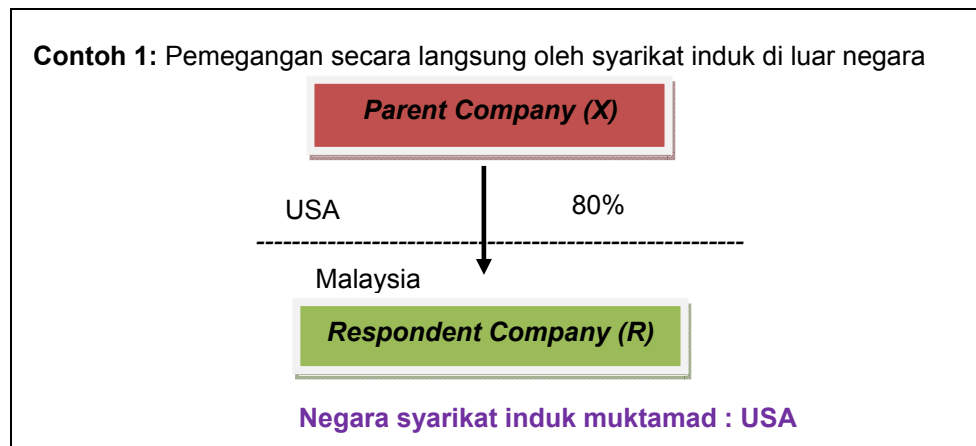 Contoh 1: Pemegangan secara langsung oleh syarikat induk di luar negara
Parent Company (X)
USA 80%
Malaysia
Respondent Company (R)
Negara syarikat induk muktamad : USA